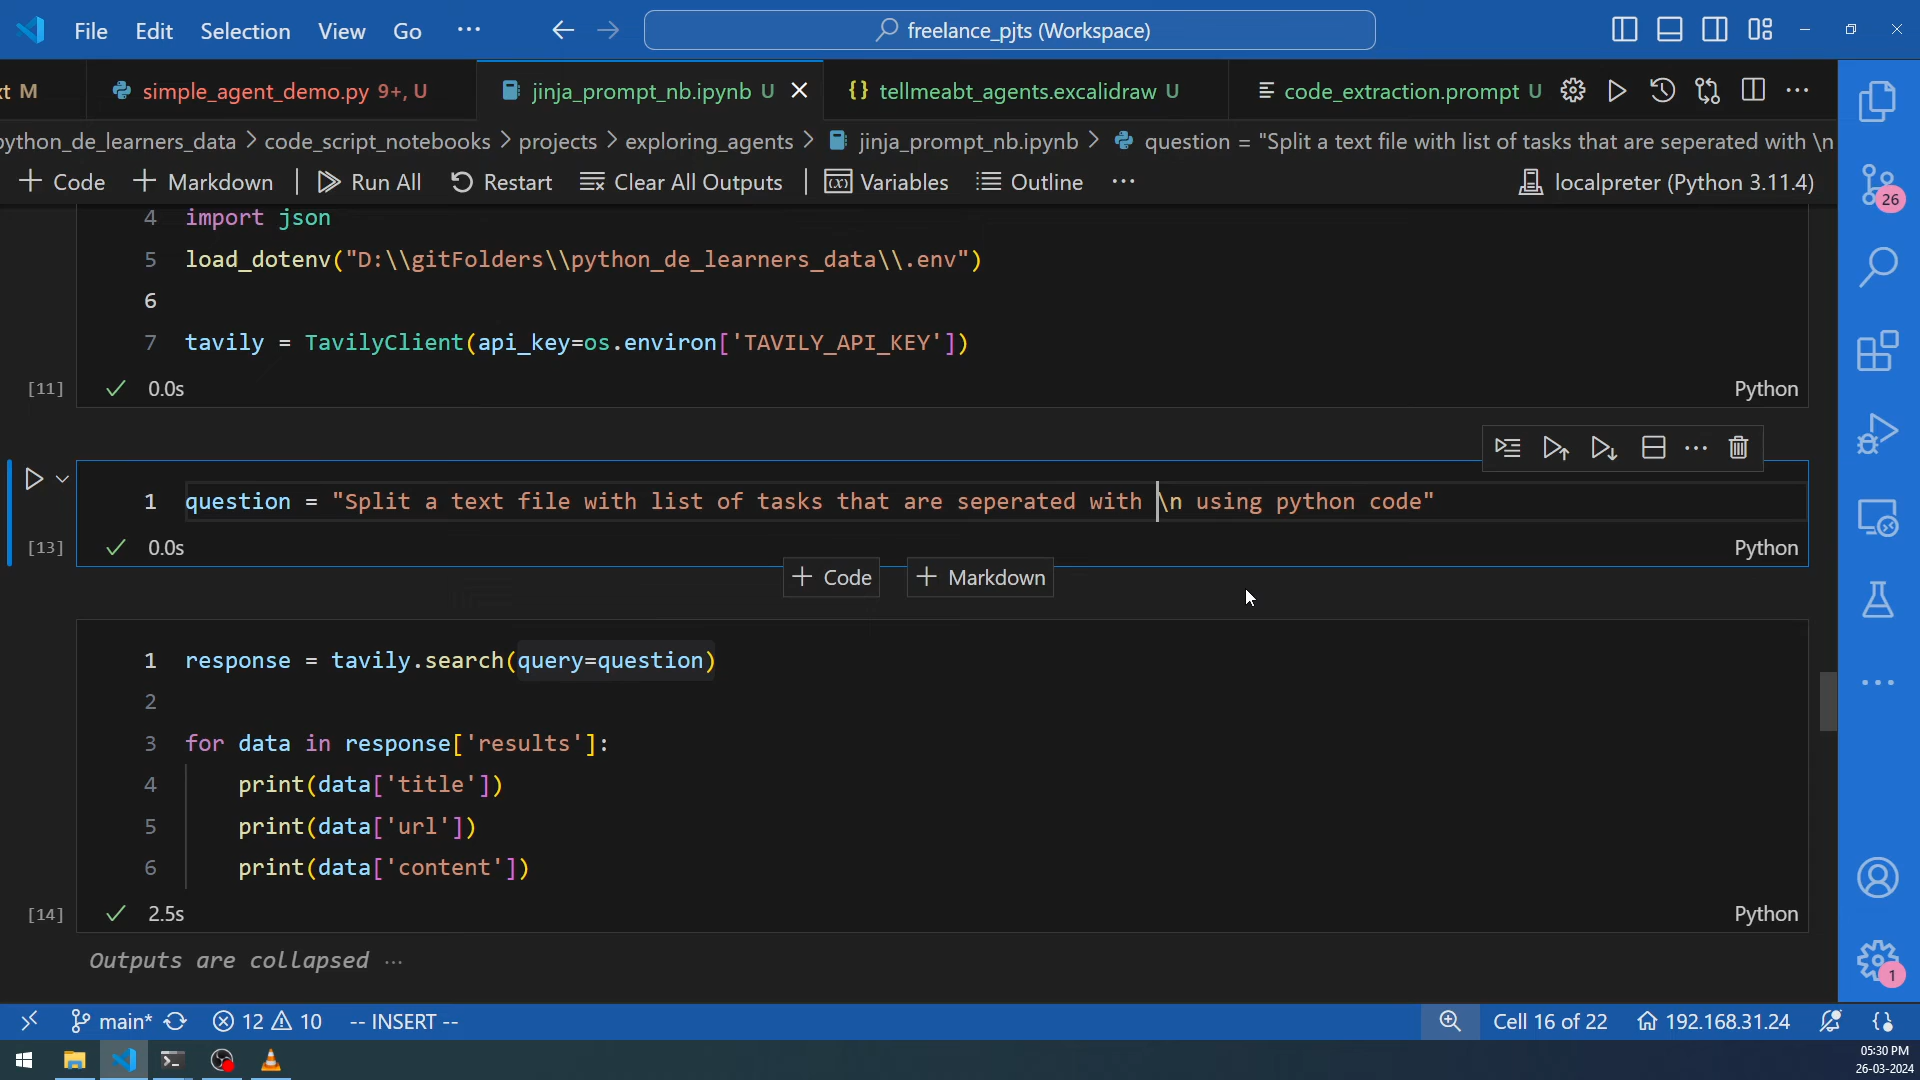 File Edit Selection View Go ··· freelance_pjts (Workspace)
xt M simple_agent_demo.py 9+, U jinja_prompt_nb.ipynb U {} tellmeabt_agents.excalidraw U code_extraction.prompt U ···
ython_de_learners_data > code_script_notebooks > projects > exploring_agents > jinja_prompt_nb.ipynb > question = "Split a text file with list of tasks that are seperated with \n
+ Code + Markdown | Run All Restart Clear All Outputs | Variables Outline ··· localpreter (Python 3.11.4)
26
4 import json
5 load_dotenv("D:\\gitFolders\\python_de_learners_data\\.env")
6
7 tavily = TavilyClient(api_key=os.environ['TAVILY_API_KEY'])
[11] ✓ 0.0s Python
1 question = "Split a text file with list of tasks that are seperated with \n using python code"
[13] ✓ 0.0s Python
+ Code + Markdown
1 response = tavily.search(query=question)
2
3 for data in response['results']:
4 print(data['title'])
5 print(data['url'])
6 print(data['content'])
[14] ✓ 2.5s Python
Outputs are collapsed ···
1
main* 12 10 -- INSERT -- Cell 16 of 22 192.168.31.24
05:30 PM
26-03-2024